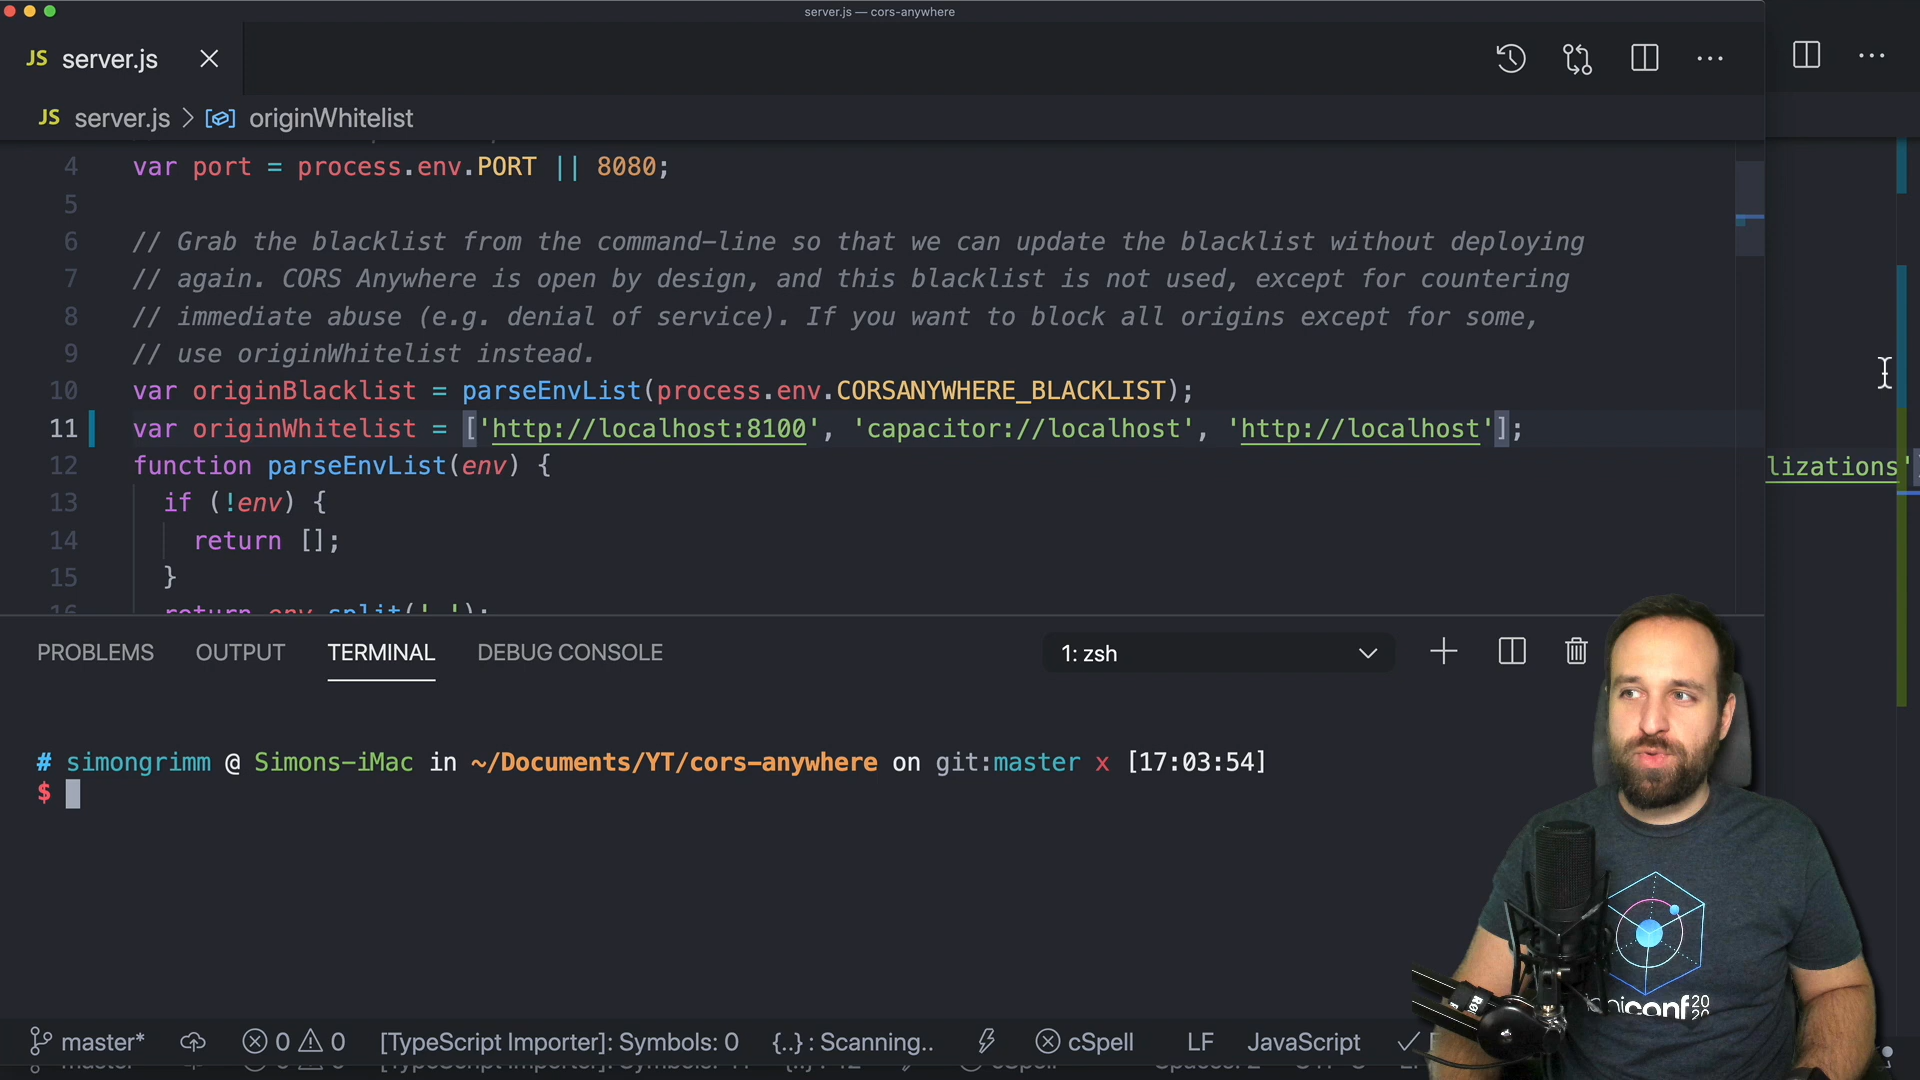 server.js — cors-anywhere
JS server.js
JS server.js > originWhitelist
4 var port = process.env.PORT || 8080;
5
6 // Grab the blacklist from the command-line so that we can update the blacklist without deploying
7 // again. CORS Anywhere is open by design, and this blacklist is not used, except for countering
8 // immediate abuse (e.g. denial of service). If you want to block all origins except for some,
9 // use originWhitelist instead.
10 var originBlacklist = parseEnvList(process.env.CORSANYWHERE_BLACKLIST);
11 var originWhitelist = ['http://localhost:8100', 'capacitor://localhost', 'http://localhost'];
12 function parseEnvList(env) {
lizations'
13 if (!env) {
14 return [];
15 }
16 return env.split(',');
PROBLEMS OUTPUT TERMINAL DEBUG CONSOLE 1: zsh
# simongrimm @ Simons-iMac in ~/Documents/YT/cors-anywhere on git:master x [17:03:54]
$
conf 2020
R0
master* 0 0 [TypeScript Importer]: Symbols: 0 {..} : Scanning.. cSpell LF JavaScript